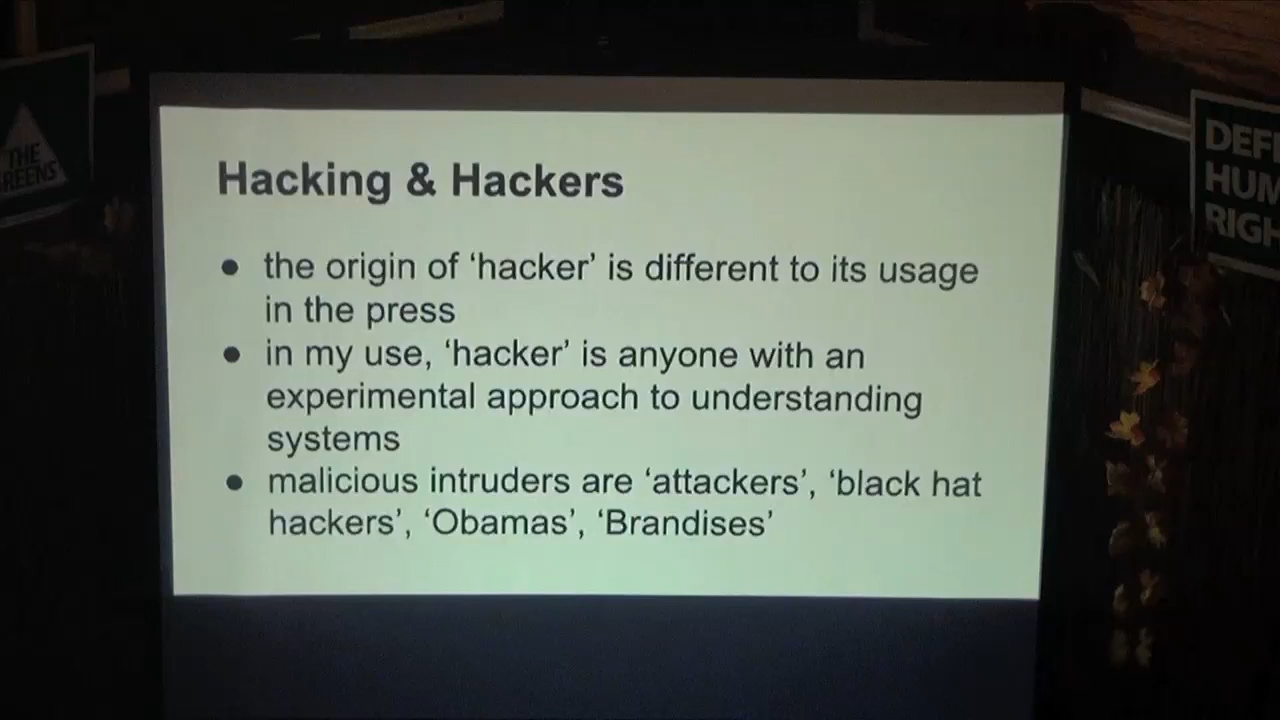 Hacking & Hackers
● the origin of ‘hacker’ is different to its usage
in the press
● in my use, ‘hacker’ is anyone with an
experimental approach to understanding
systems
● malicious intruders are ‘attackers’, ‘black hat
hackers’, ‘Obamas’, ‘Brandises’
THE
REENS
DEF
HUM
RIGH